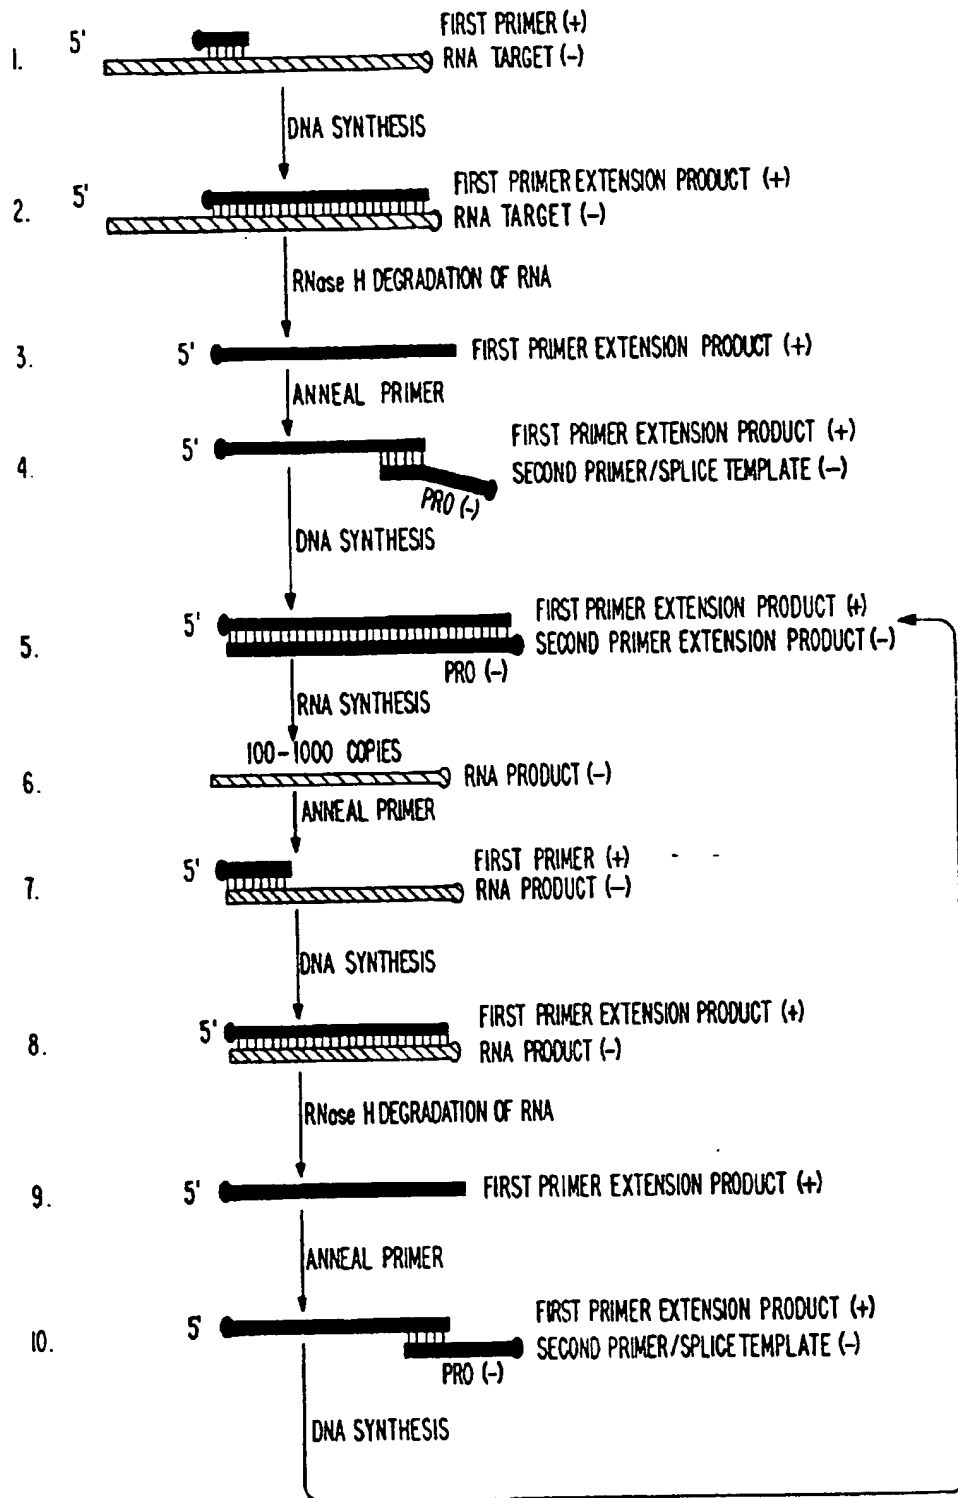 5' FIRST PRIMER (+)
1. RNA TARGET (-)
DNA SYNTHESIS
5' FIRST PRIMER EXTENSION PRODUCT (+)
2. RNA TARGET (-)
RNase H DEGRADATION OF RNA
3. 5' FIRST PRIMER EXTENSION PRODUCT (+)
ANNEAL PRIMER
5' FIRST PRIMER EXTENSION PRODUCT (+)
4. SECOND PRIMER/SPLICE TEMPLATE (-)
PRO (-)
DNA SYNTHESIS
5' FIRST PRIMER EXTENSION PRODUCT (+)
5. SECOND PRIMER EXTENSION PRODUCT (-)
PRO (-)
RNA SYNTHESIS
100-1000 COPIES
6. RNA PRODUCT (-)
ANNEAL PRIMER
5' FIRST PRIMER (+)
7. RNA PRODUCT (-)
DNA SYNTHESIS
5' FIRST PRIMER EXTENSION PRODUCT (+)
8. RNA PRODUCT (-)
RNase H DEGRADATION OF RNA
9. 5' FIRST PRIMER EXTENSION PRODUCT (+)
ANNEAL PRIMER
5' FIRST PRIMER EXTENSION PRODUCT (+)
10. SECOND PRIMER/SPLICE TEMPLATE (-)
PRO (-)
DNA SYNTHESIS